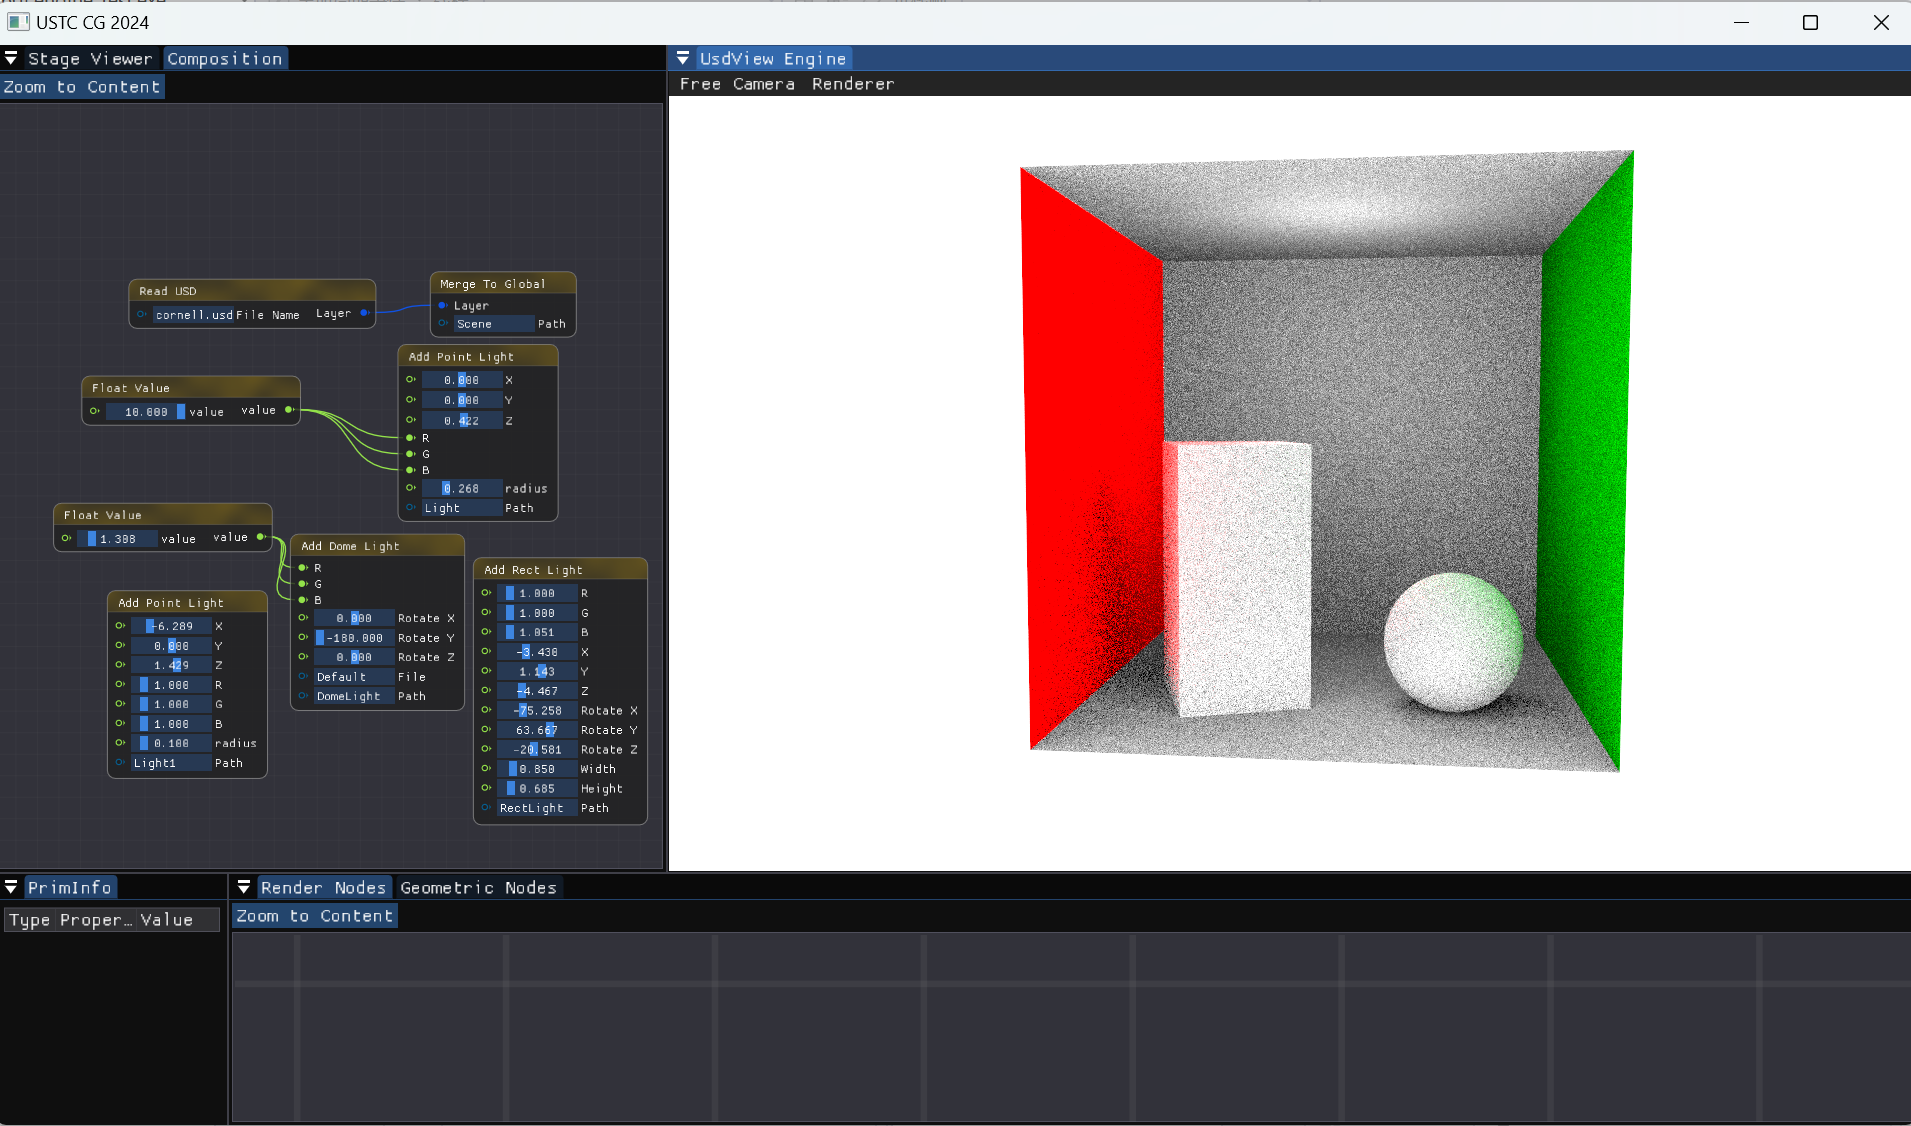 USTC CG 2024
Stage Viewer Composition
Zoom to Content
Read USD
cornell.usd File Name Layer
Merge To Global
Layer
Scene Path
Float Value
10.000 value value
Add Point Light
0.000 X
0.000 Y
0.422 Z
R
G
B
0.268 radius
Light Path
Float Value
1.308 value value
Add Point Light
-6.289 X
0.000 Y
1.429 Z
1.000 R
1.000 G
1.000 B
0.100 radius
Light1 Path
Add Dome Light
R
G
B
0.000 Rotate X
-180.000 Rotate Y
0.000 Rotate Z
Default File
DomeLight Path
Add Rect Light
1.000 R
1.000 G
1.051 B
-3.430 X
1.143 Y
-4.467 Z
-75.258 Rotate X
63.667 Rotate Y
-20.581 Rotate Z
0.850 Width
0.685 Height
RectLight Path
UsdView Engine
Free Camera Renderer
PrimInfo
Type Proper… Value
Render Nodes Geometric Nodes
Zoom to Content